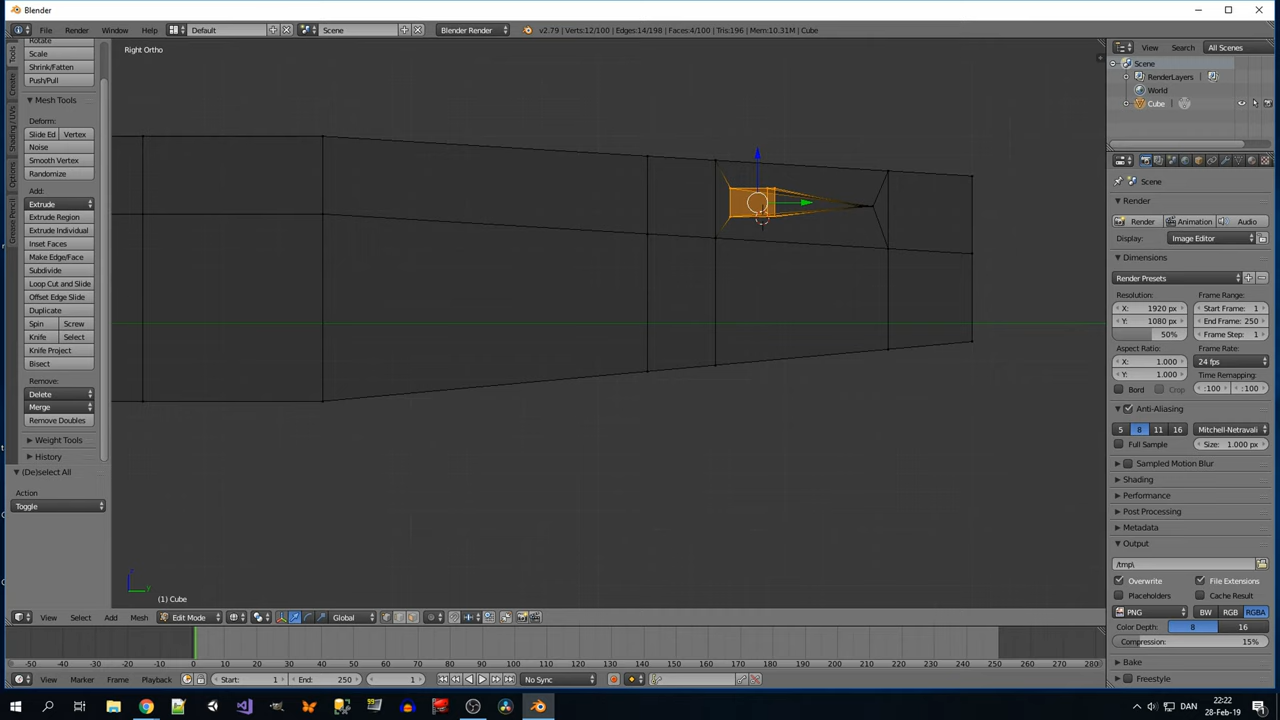 Blender
File
Render
Window
Help
Default
Scene
Blender Render
v2.79 | Verts:12/100 | Edges:14/198 | Faces:4/100 | Tris:196 | Mem:10.31M | Cube
View
Search
All Scenes
Tools
Create
Shading / UVs
Options
Grease Pencil
Rotate
Scale
Shrink/Fatten
Push/Pull
Mesh Tools
Deform:
Slide Ed
Vertex
Noise
Smooth Vertex
Randomize
Add:
Extrude
Extrude Region
Extrude Individual
Inset Faces
Make Edge/Face
Subdivide
Loop Cut and Slide
Offset Edge Slide
Duplicate
Spin
Screw
Knife
Select
Knife Project
Bisect
Remove:
Delete
Merge
Remove Doubles
Weight Tools
History
(De)select All
Action
Toggle
Right Ortho
z
y
(1) Cube
Scene
RenderLayers
World
Cube
Scene
Render
Render
Animation
Audio
Display:
Image Editor
Dimensions
Render Presets
Resolution:
Frame Range:
X: 1920 px
Start Frame: 1
Y: 1080 px
End Frame: 250
50%
Frame Step: 1
Aspect Ratio:
Frame Rate:
X: 1.000
24 fps
Y: 1.000
Time Remapping:
Bord
Crop
:100
:100
Anti-Aliasing
5
8
11
16
Mitchell-Netravali
Full Sample
Size: 1.000 px
Sampled Motion Blur
Shading
Performance
Post Processing
Metadata
Output
/tmp\
Overwrite
File Extensions
Placeholders
Cache Result
PNG
BW
RGB
RGBA
Color Depth:
8
16
Compression:
15%
Bake
Freestyle
View
Select
Add
Mesh
Edit Mode
Global
-50
-40
-30
-20
-10
0
10
20
30
40
50
60
70
80
90
100
110
120
130
140
150
160
170
180
190
200
210
220
230
240
250
260
270
280
View
Marker
Frame
Playback
Start: 1
End: 250
1
No Sync
DAN
22:22
28-Feb-19